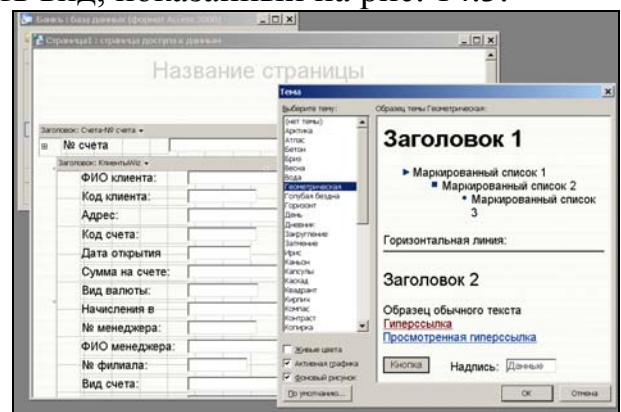 ь вид, показанный на рис. 14.5.
Банкъ : база данных (формат Access 2000)
Страница1 : страница доступа к данным
Название страницы
Заголовок: Счета-№ счета
№ счета
Заголовок: КлиентыWiz
ФИО клиента:
Код клиента:
Адрес:
Код счета:
Дата открытия
Сумма на счете:
Вид валюты:
Начисления в
№ менеджера:
ФИО менеджера:
№ филиала:
Вид счета:
Тема
Выберите тему:
(нет темы)
Арктика
Атлас
Бетон
Бриз
Весна
Вода
Геометрическая
Голубая бездна
Горизонт
День
Дневник
Закругление
Затмение
Ирис
Каньон
Капсулы
Каскад
Квадрант
Кирпич
Компас
Контраст
Копирка
Живые цвета
Активная графика
Фоновый рисунок
По умолчанию...
Образец темы Геометрическая:
Заголовок 1
Маркированный список 1
Маркированный список 2
Маркированный список
3
Горизонтальная линия:
Заголовок 2
Образец обычного текста
Гиперссылка
Просмотренная гиперссылка
Кнопка
Надпись:
Данные
ОК
Отмена